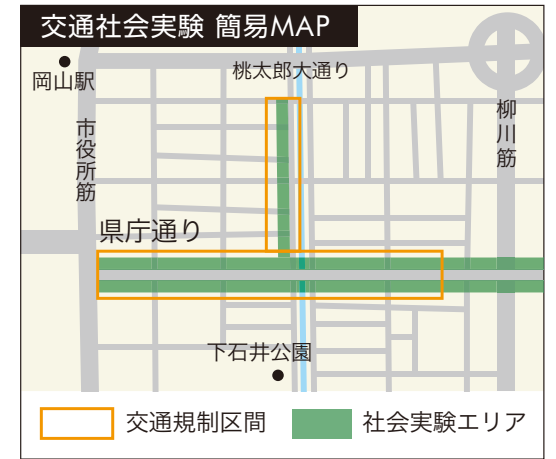 交通社会実験 簡易MAP
岡山駅
桃太郎大通り
市役所筋
柳川筋
県庁通り
下石井公園
交通規制区間
社会実験エリア